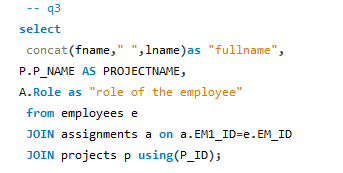 -- q3
select
concat(fname," ",lname)as "fullname",
P.P_NAME AS PROJECTNAME,
A.Role as "role of the employee"
from employees e
JOIN assignments a on a.EM1_ID=e.EM_ID
JOIN projects p using(P_ID);